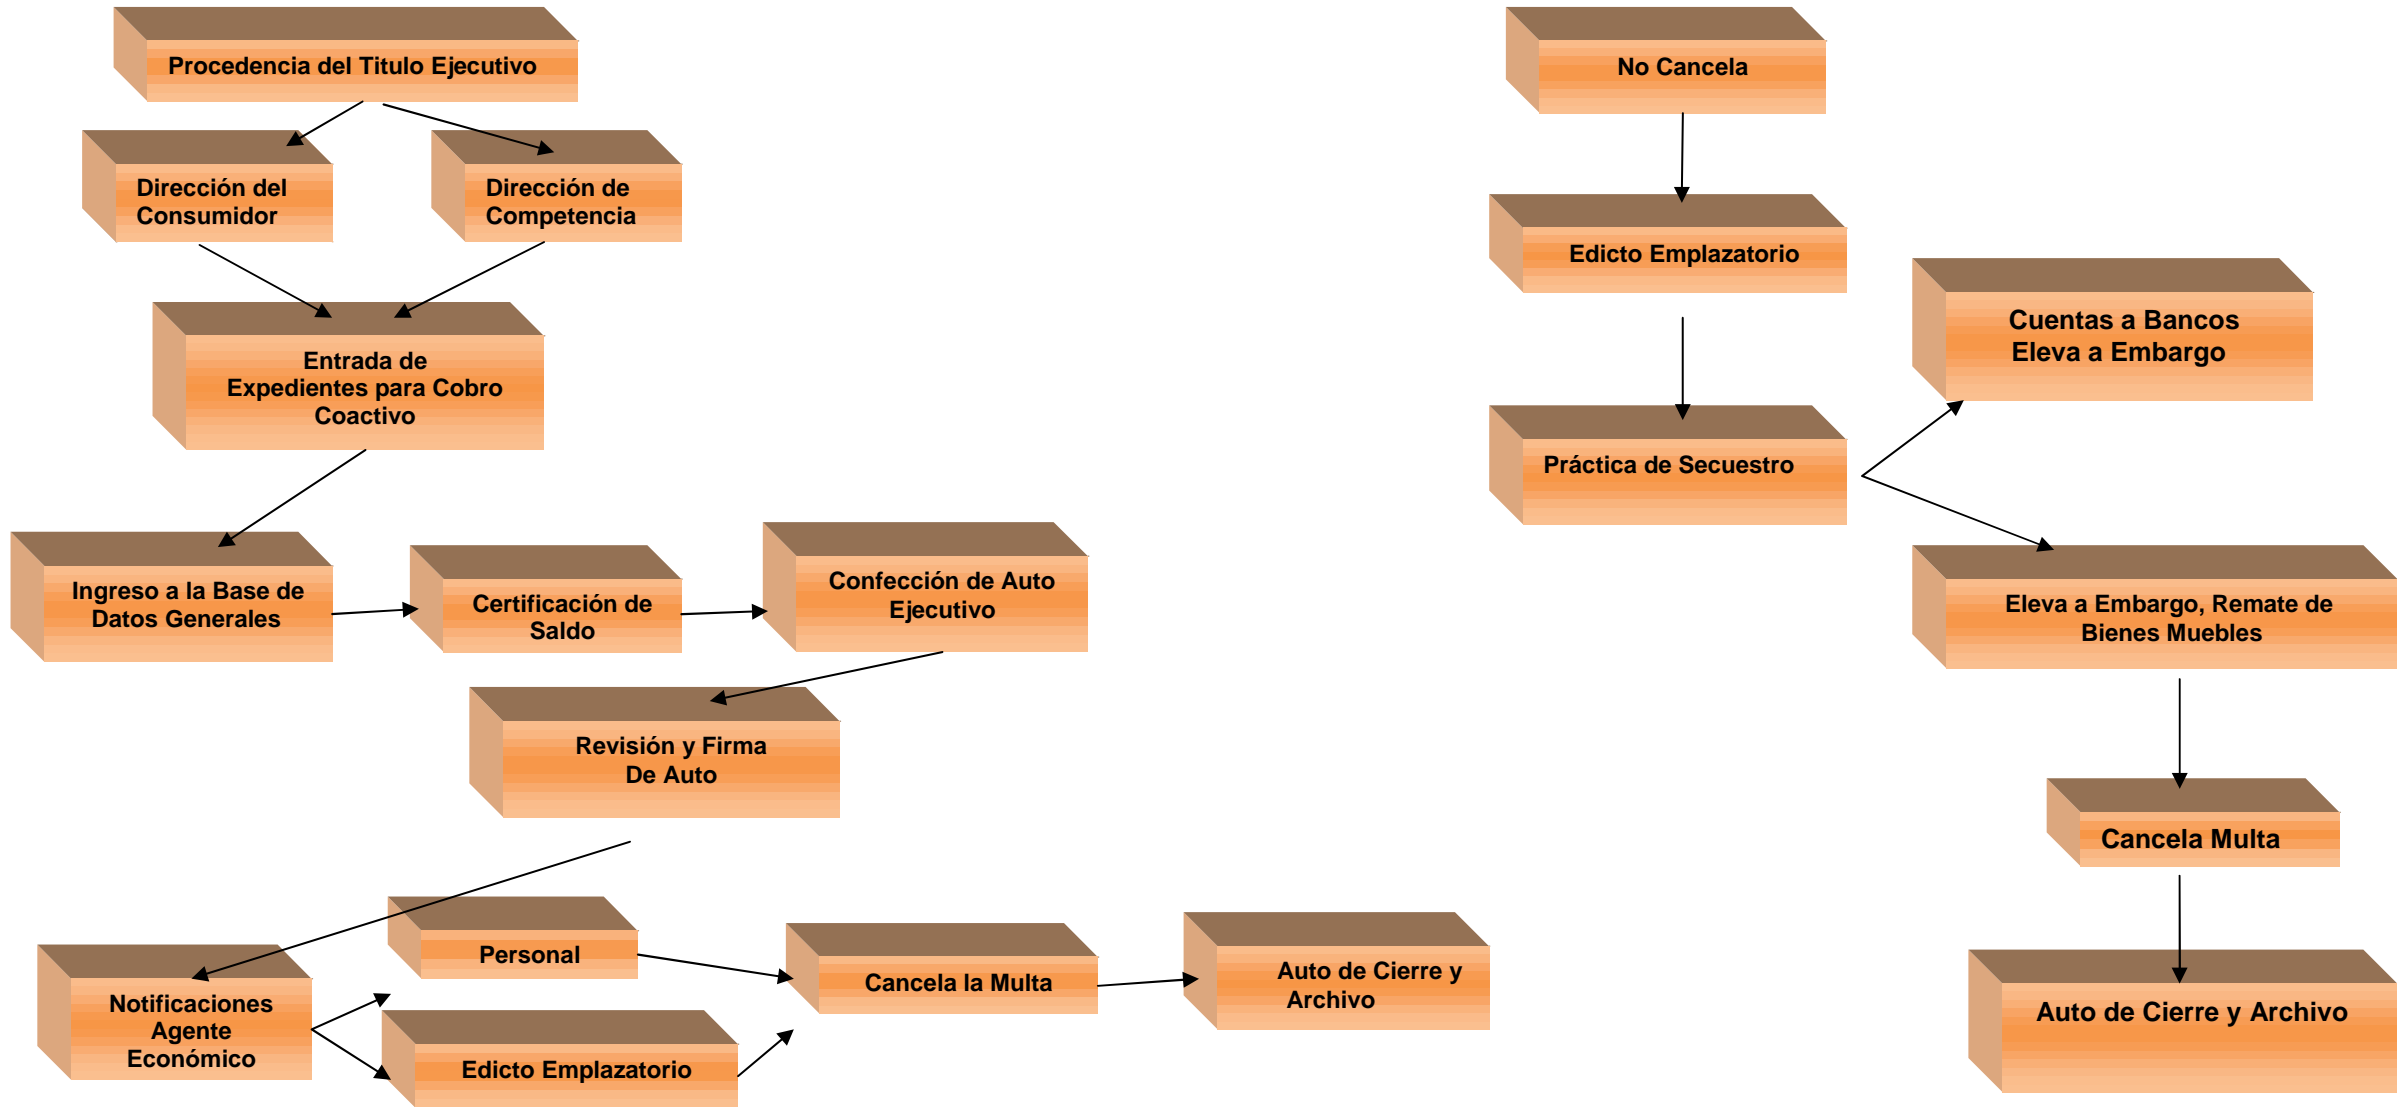 Procedencia del Titulo Ejecutivo
Dirección del
Consumidor
Dirección de
Competencia
Entrada de
Expedientes para Cobro
Coactivo
Ingreso a la Base de
Datos Generales
Certificación de
Saldo
Confección de Auto
Ejecutivo
Revisión y Firma
De Auto
Notificaciones
Agente
Económico
Personal
Edicto Emplazatorio
Cancela la Multa
Auto de Cierre y
Archivo
No Cancela
Edicto Emplazatorio
Práctica de Secuestro
Cuentas a Bancos
Eleva a Embargo
Eleva a Embargo, Remate de
Bienes Muebles
Cancela Multa
Auto de Cierre y Archivo